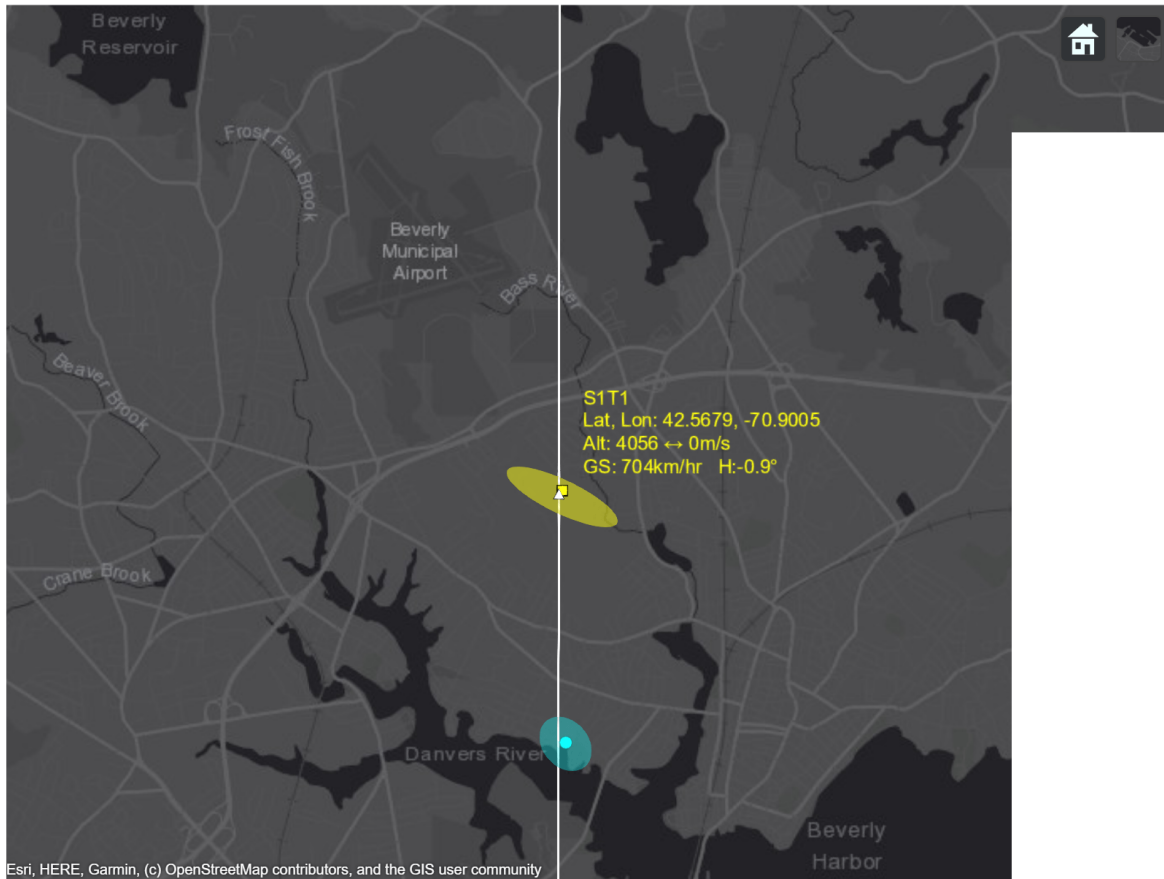 Beverly
Reservoir
Frost Fish Brook
Beverly
Municipal
Airport
Bass River
Beaver Brook
S1T1
Lat, Lon: 42.5679, -70.9005
Alt: 4056 ↔ 0m/s
GS: 704km/hr   H:-0.9°
Crane Brook
Danvers River
Beverly
Harbor
Esri, HERE, Garmin, (c) OpenStreetMap contributors, and the GIS user community